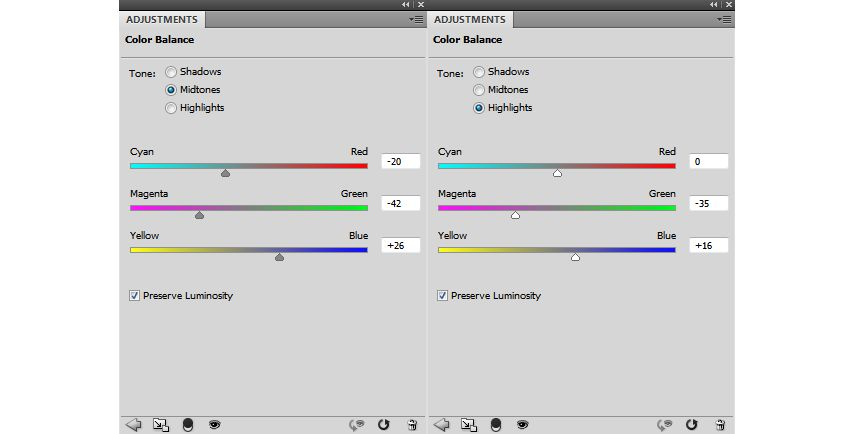 ADJUSTMENTS
Color Balance
Tone:
Shadows
Midtones
Highlights
Cyan Red
-20
Magenta Green
-42
Yellow Blue
+26
Preserve Luminosity
ADJUSTMENTS
Color Balance
Tone:
Shadows
Midtones
Highlights
Cyan Red
0
Magenta Green
-35
Yellow Blue
+16
Preserve Luminosity